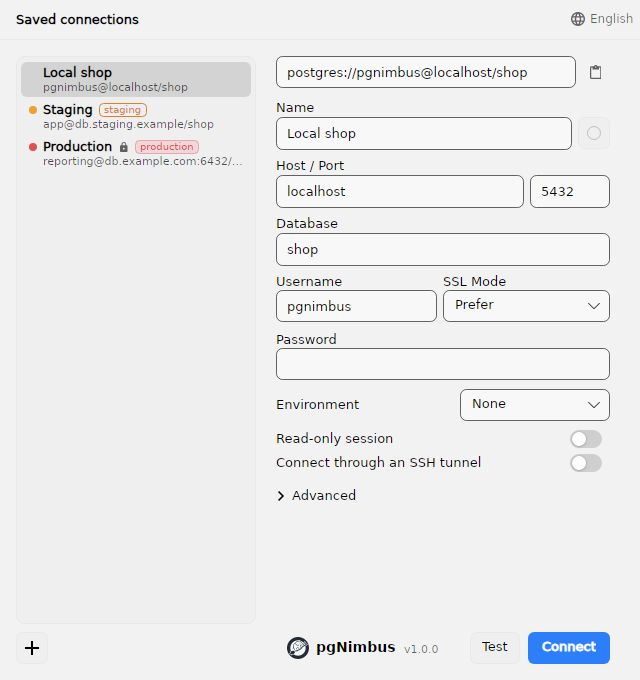 Saved connections
English
Local shop
pgnimbus@localhost/shop
Staging staging
app@db.staging.example/shop
Production production
reporting@db.example.com:6432/...
postgres://pgnimbus@localhost/shop
Name
Local shop
Host / Port
localhost
5432
Database
shop
Username
SSL Mode
pgnimbus
Prefer
Password
Environment
None
Read-only session
Connect through an SSH tunnel
Advanced
pgNimbus v1.0.0
Test
Connect